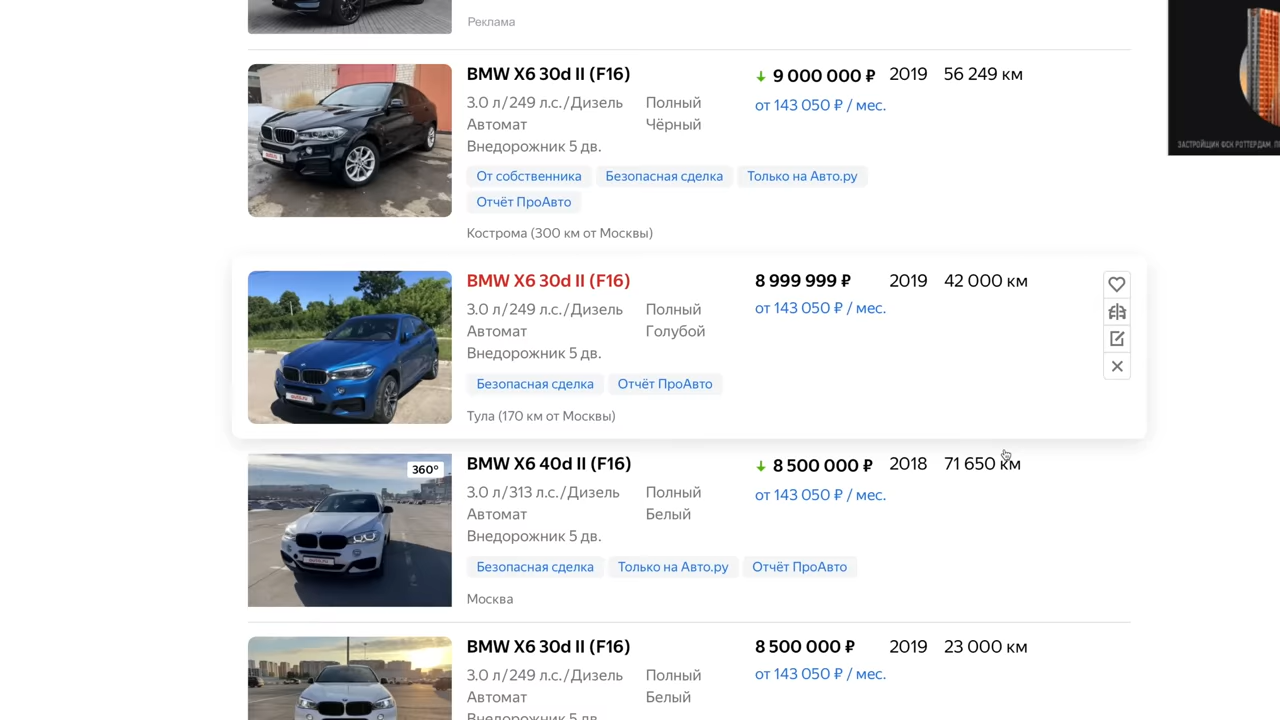 Реклама
BMW X6 30d II (F16)
9 000 000 ₽
2019
56 249 км
3.0 л/249 л.с./Дизель
Полный
от 143 050 ₽ / мес.
Автомат
Чёрный
Внедорожник 5 дв.
От собственника
Безопасная сделка
Только на Авто.ру
Отчёт ПроАвто
Кострома (300 км от Москвы)
BMW X6 30d II (F16)
8 999 999 ₽
2019
42 000 км
3.0 л/249 л.с./Дизель
Полный
от 143 050 ₽ / мес.
Автомат
Голубой
Внедорожник 5 дв.
Безопасная сделка
Отчёт ПроАвто
Тула (170 км от Москвы)
360°
BMW X6 40d II (F16)
8 500 000 ₽
2018
71 650 км
3.0 л/313 л.с./Дизель
Полный
от 143 050 ₽ / мес.
Автомат
Белый
Внедорожник 5 дв.
Безопасная сделка
Только на Авто.ру
Отчёт ПроАвто
Москва
BMW X6 30d II (F16)
8 500 000 ₽
2019
23 000 км
3.0 л/249 л.с./Дизель
Полный
от 143 050 ₽ / мес.
Автомат
Белый
Внедорожник 5 дв.
ЗАСТРОЙЩИК ФСК РОТТЕРДАМ.